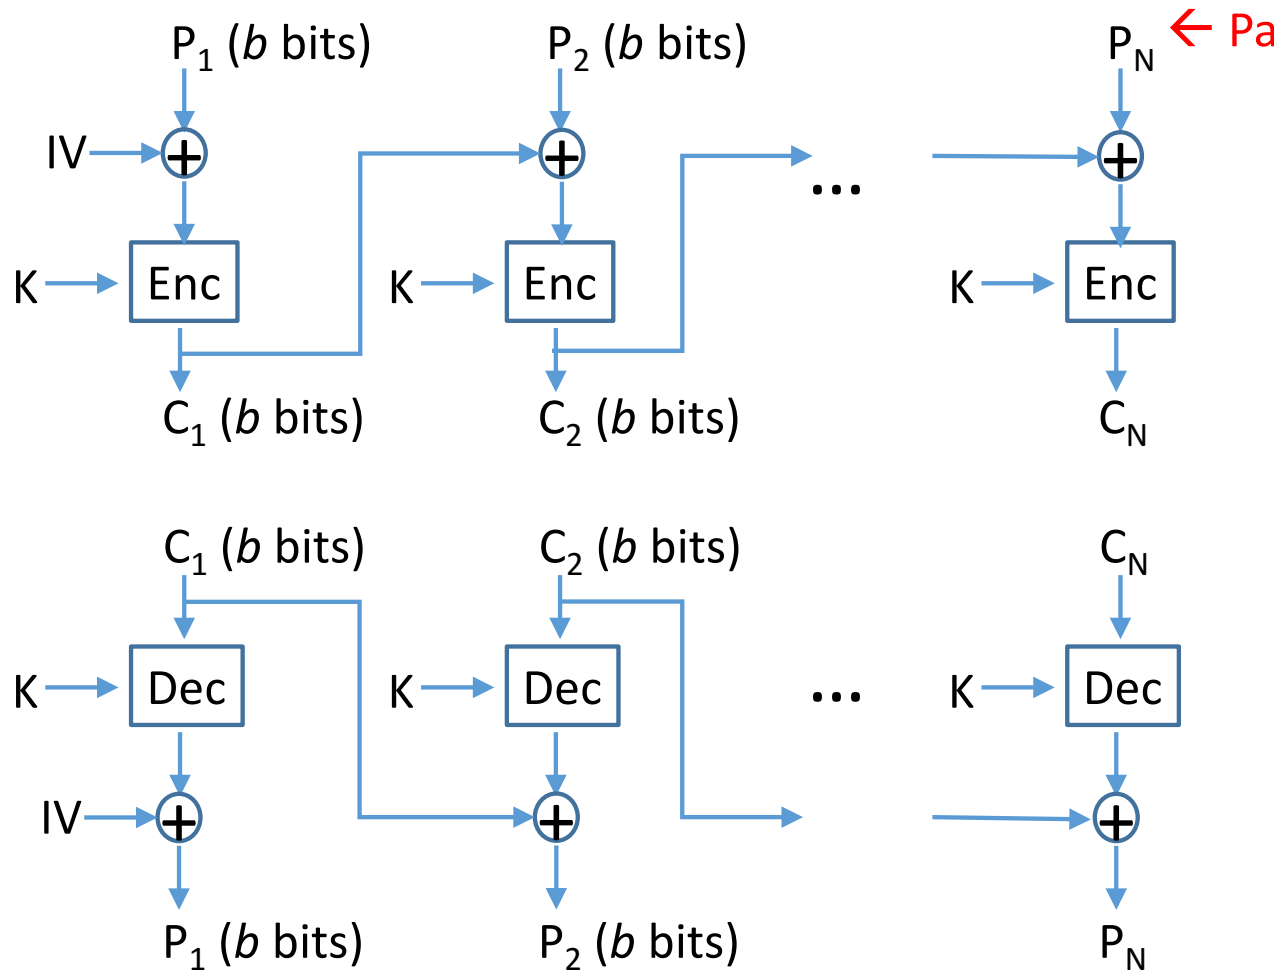 P1 (b bits) P2 (b bits) PN ← Pa
IV + + +
...
K Enc K Enc K Enc
C1 (b bits) C2 (b bits) CN
C1 (b bits) C2 (b bits) CN
K Dec K Dec ... K Dec
IV + + +
P1 (b bits) P2 (b bits) PN